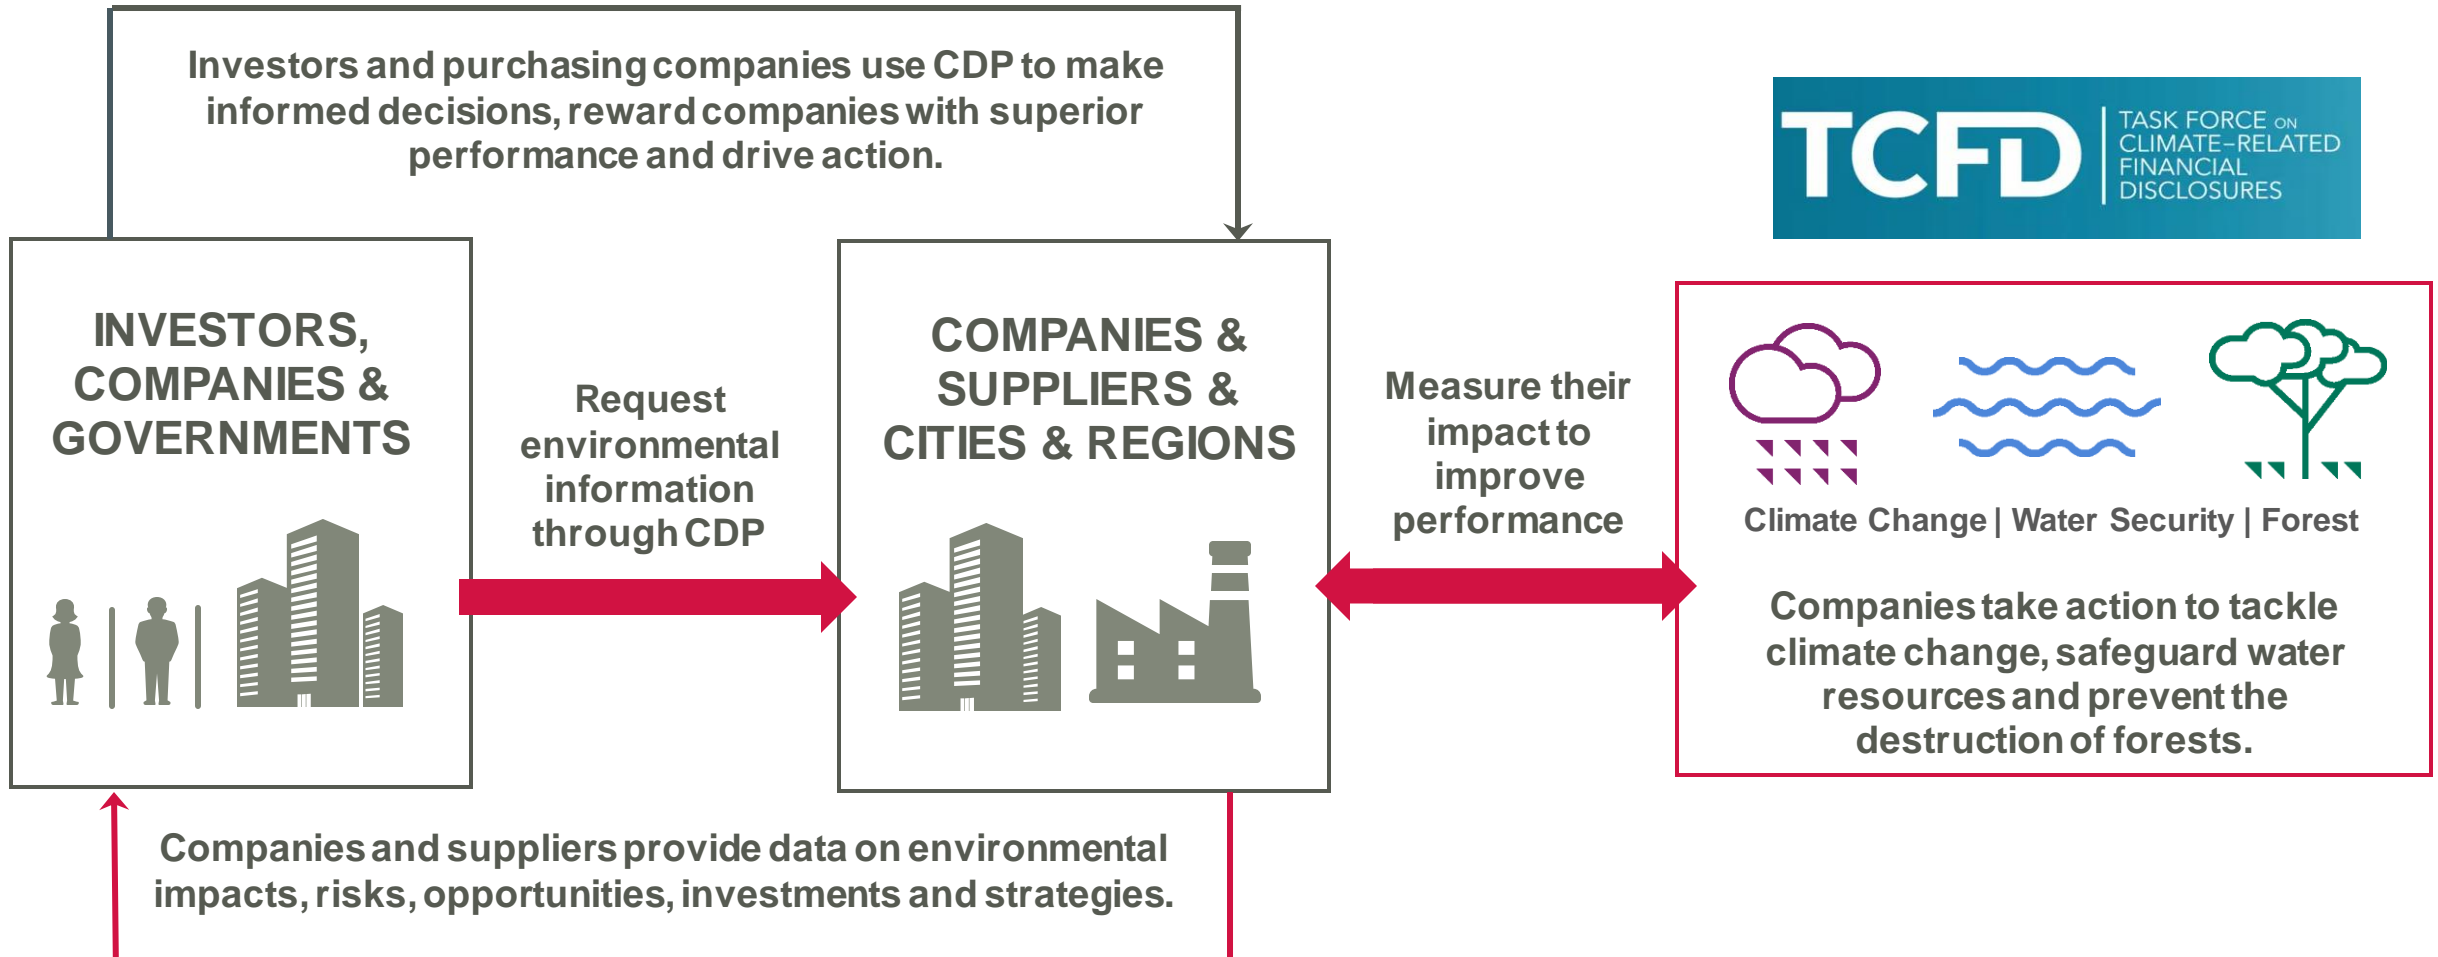 Investors and purchasing companies use CDP to make
informed decisions, reward companies with superior
performance and drive action.
TCFD
TASK FORCE ON
CLIMATE-RELATED
FINANCIAL
DISCLOSURES
INVESTORS,
COMPANIES &
GOVERNMENTS
Request
environmental
information
through CDP
COMPANIES &
SUPPLIERS &
CITIES & REGIONS
Measure their
impact to
improve
performance
Climate Change | Water Security | Forest
Companies take action to tackle
climate change, safeguard water
resources and prevent the
destruction of forests.
Companies and suppliers provide data on environmental
impacts, risks, opportunities, investments and strategies.